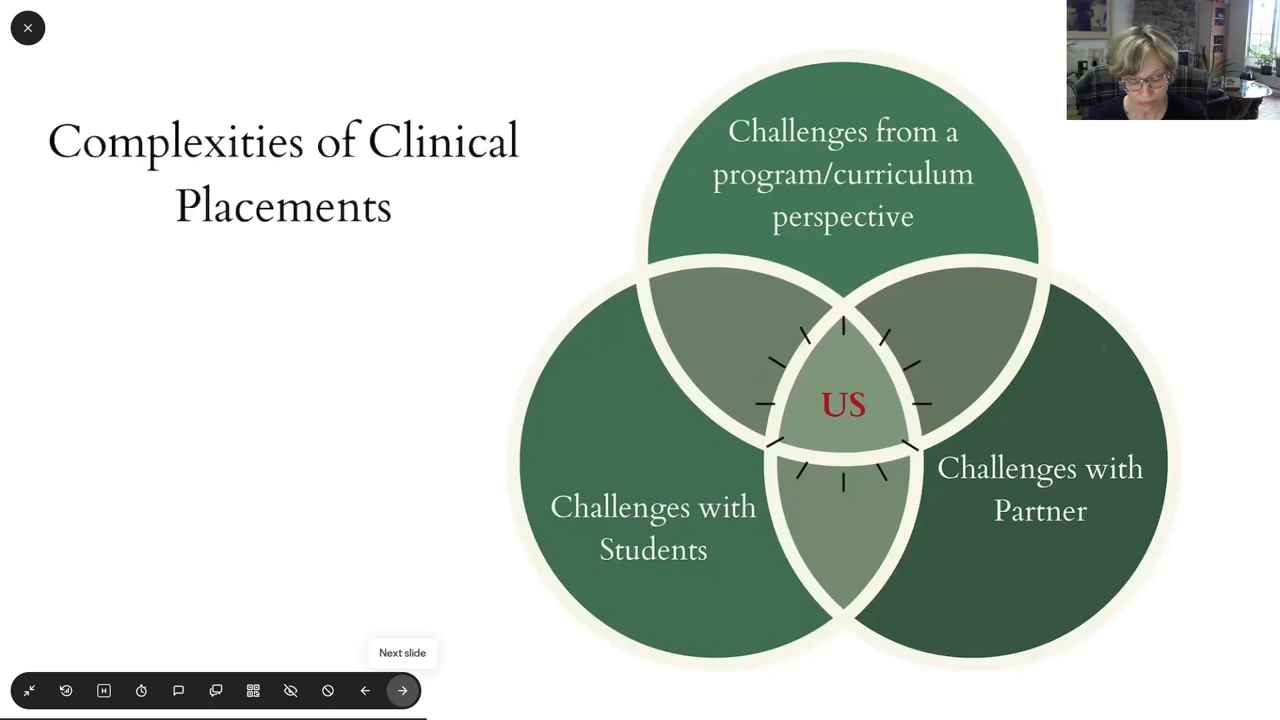 Complexities of Clinical
Placements
Challenges from a
program/curriculum
perspective
US
Challenges with
Students
Challenges with
Partner
Next slide